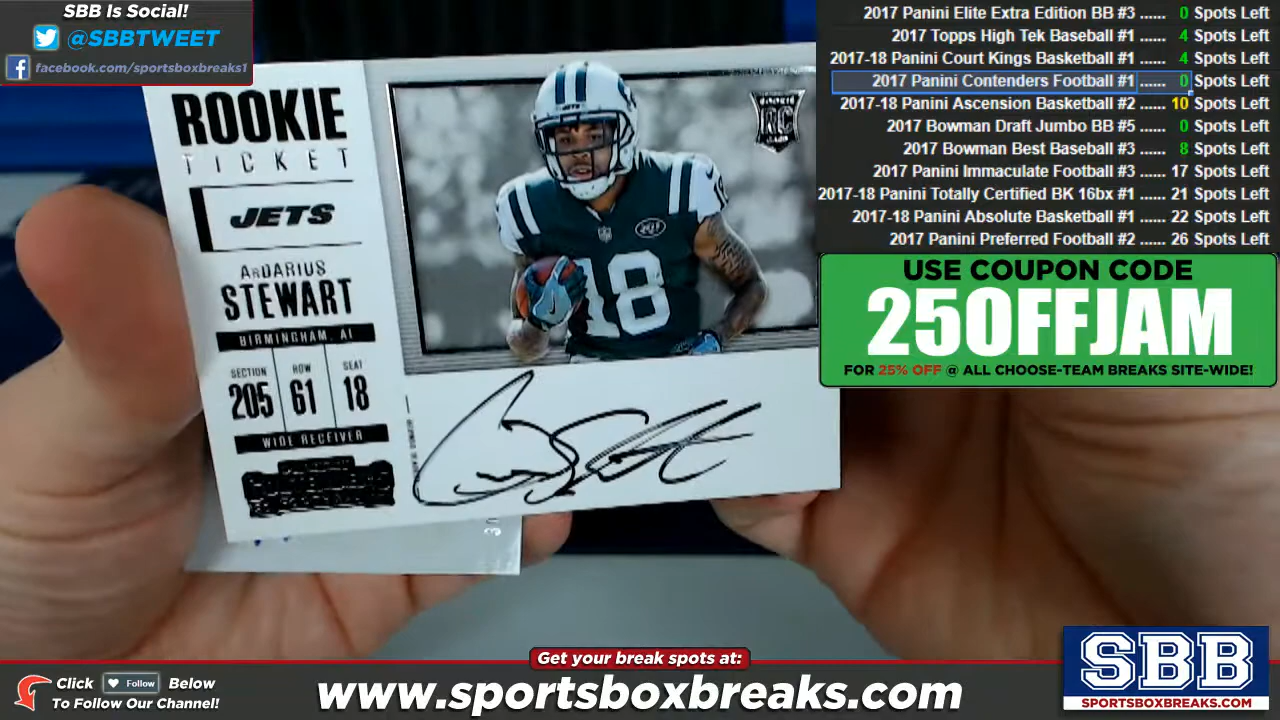 SBB Is Social!
@SBBTWEET
facebook.com/sportsboxbreaks1
2017 Panini Elite Extra Edition BB #3 ...... 0 Spots Left
2017 Topps High Tek Baseball #1 ...... 4 Spots Left
2017-18 Panini Court Kings Basketball #1 ...... 4 Spots Left
2017 Panini Contenders Football #1 ...... 0 Spots Left
2017-18 Panini Ascension Basketball #2 ...... 10 Spots Left
2017 Bowman Draft Jumbo BB #5 ...... 0 Spots Left
2017 Bowman Best Baseball #3 ...... 8 Spots Left
2017 Panini Immaculate Football #3 ...... 17 Spots Left
2017-18 Panini Totally Certified BK 16bx #1 ...... 21 Spots Left
2017-18 Panini Absolute Basketball #1 ...... 22 Spots Left
2017 Panini Preferred Football #2 ...... 26 Spots Left
USE COUPON CODE
25OFFJAM
FOR 25% OFF @ ALL CHOOSE-TEAM BREAKS SITE-WIDE!
ROOKIE
TICKET
JETS
ARDARIUS
STEWART
BIRMINGHAM, AL
SECTION ROW SEAT
205 61 18
WIDE RECEIVER
JETS
ROOKIE
RC
18
18
Get your break spots at:
www.sportsboxbreaks.com
Click Follow Below
To Follow Our Channel!
SBB
SPORTSBOXBREAKS.COM